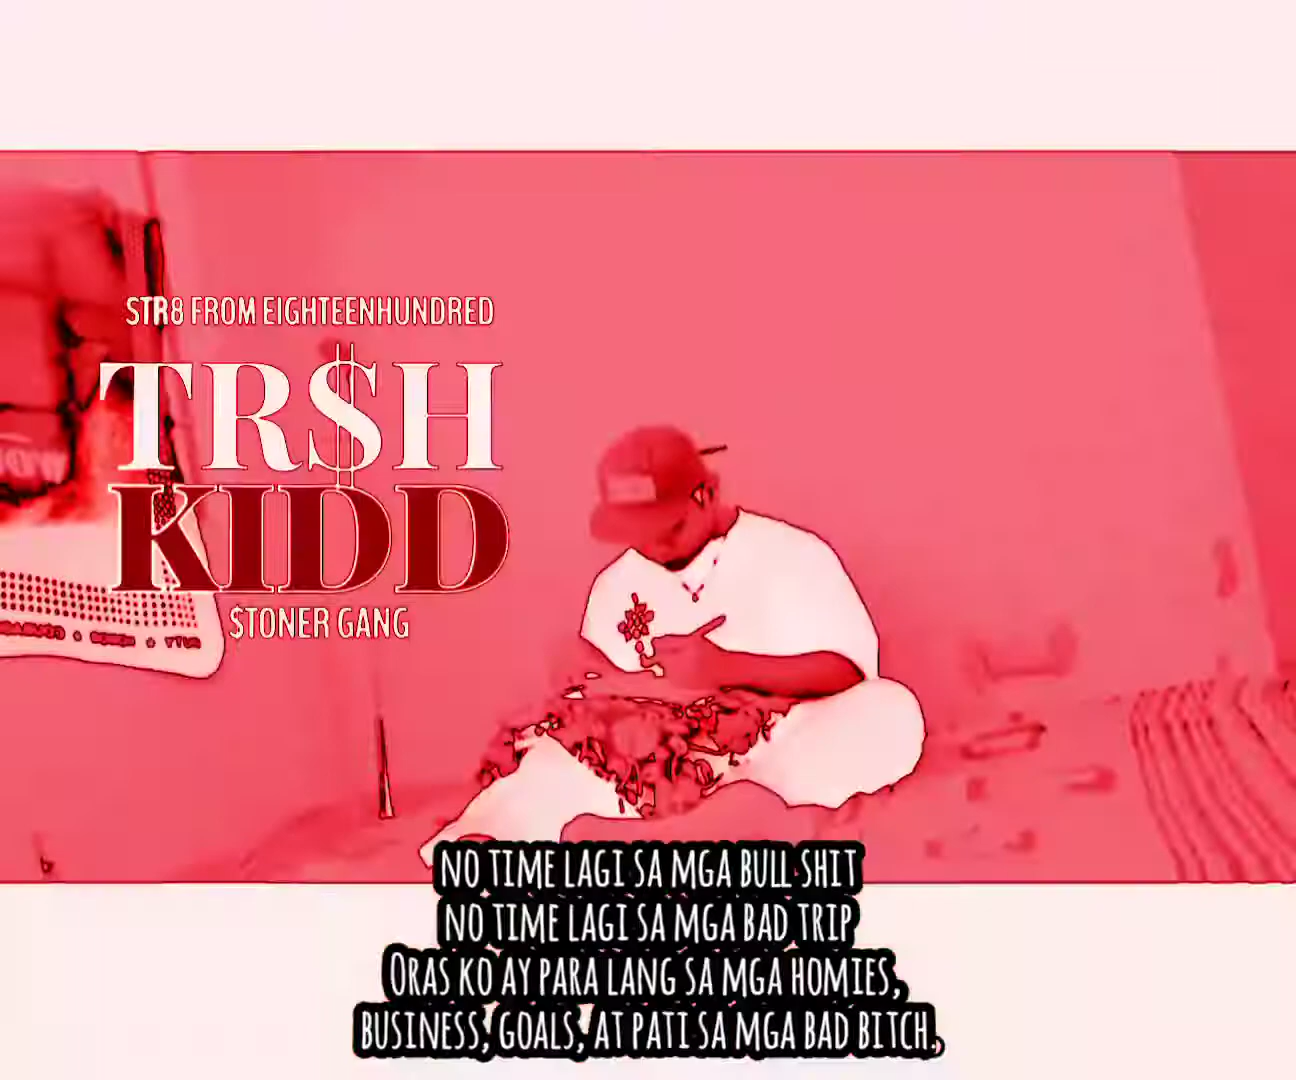 STR8 FROM EIGHTEENHUNDRED
TR$H
KIDD
$TONER GANG
NO TIME LAGI SA MGA BULL SHIT
NO TIME LAGI SA MGA BAD TRIP
ORAS KO AY PARA LANG SA MGA HOMIES,
BUSINESS, GOALS, AT PATI SA MGA BAD BITCH.